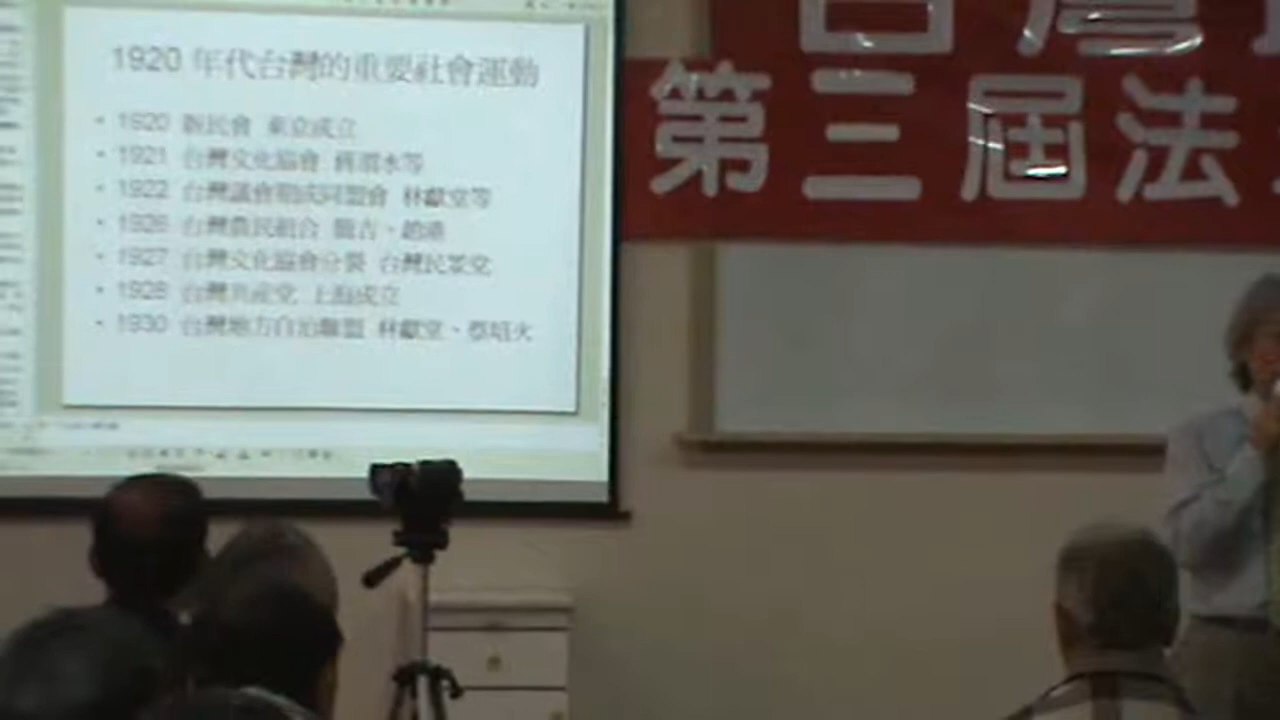 1920 年代台灣的重要社會運動
• 1920 新民會 東京成立
• 1921 台灣文化協會 蔣渭水等
• 1922 台灣議會期成同盟會 林獻堂等
• 1926 台灣農民組合 簡吉、趙港
• 1927 台灣文化協會分裂 台灣民眾党
• 1928 台灣共産党 上海成立
• 1930 台灣地方自治聯盟 林獻堂、蔡培火
台灣
第三屆法